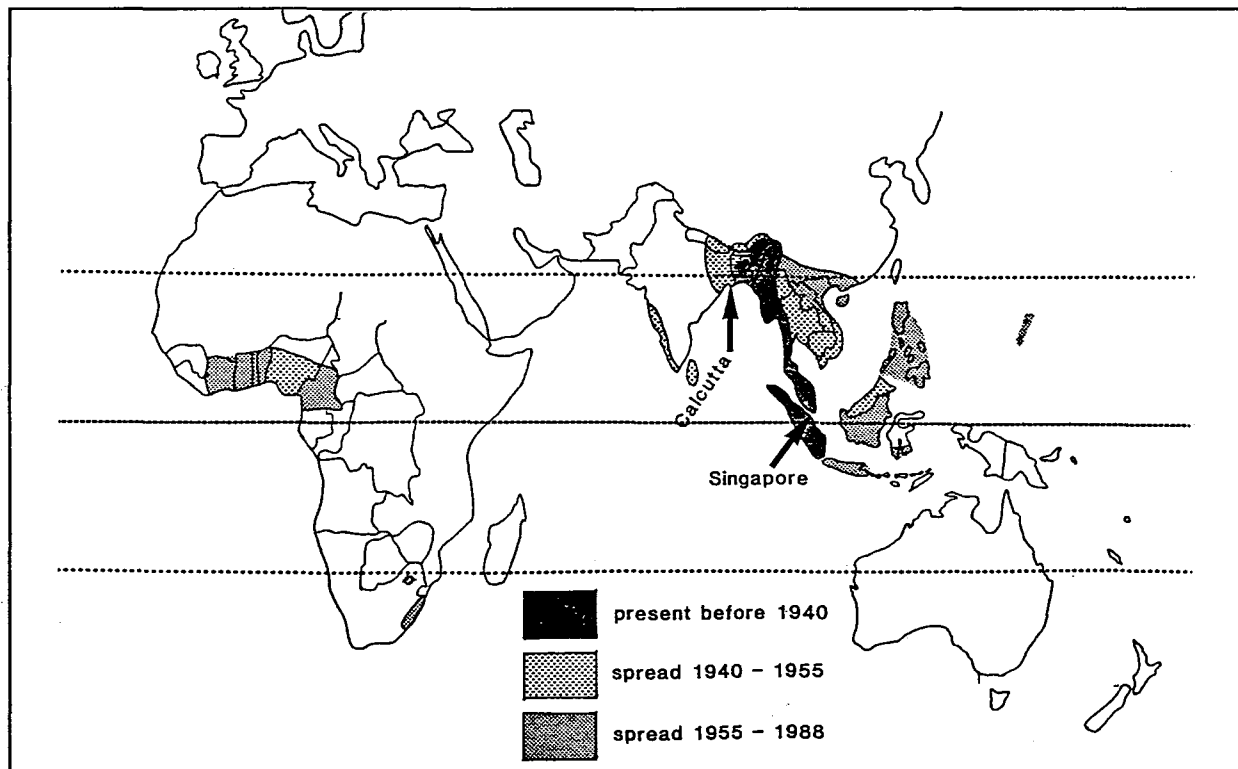 Calcutta
Singapore
present before 1940
spread 1940 - 1955
spread 1955 - 1988